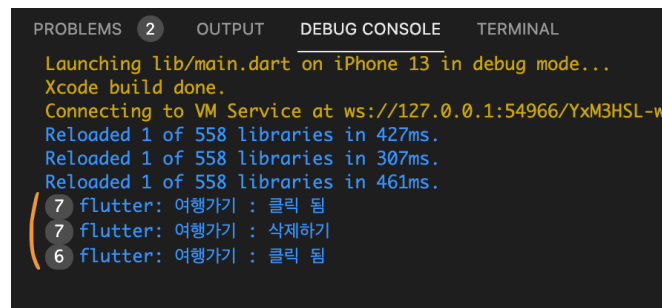 PROBLEMS 2 OUTPUT DEBUG CONSOLE TERMINAL
Launching lib/main.dart on iPhone 13 in debug mode...
Xcode build done.
Connecting to VM Service at ws://127.0.0.1:54966/YxM3HSL-w
Reloaded 1 of 558 libraries in 427ms.
Reloaded 1 of 558 libraries in 307ms.
Reloaded 1 of 558 libraries in 461ms.
7 flutter: 여행가기 : 클릭 됨
7 flutter: 여행가기 : 삭제하기
6 flutter: 여행가기 : 클릭 됨